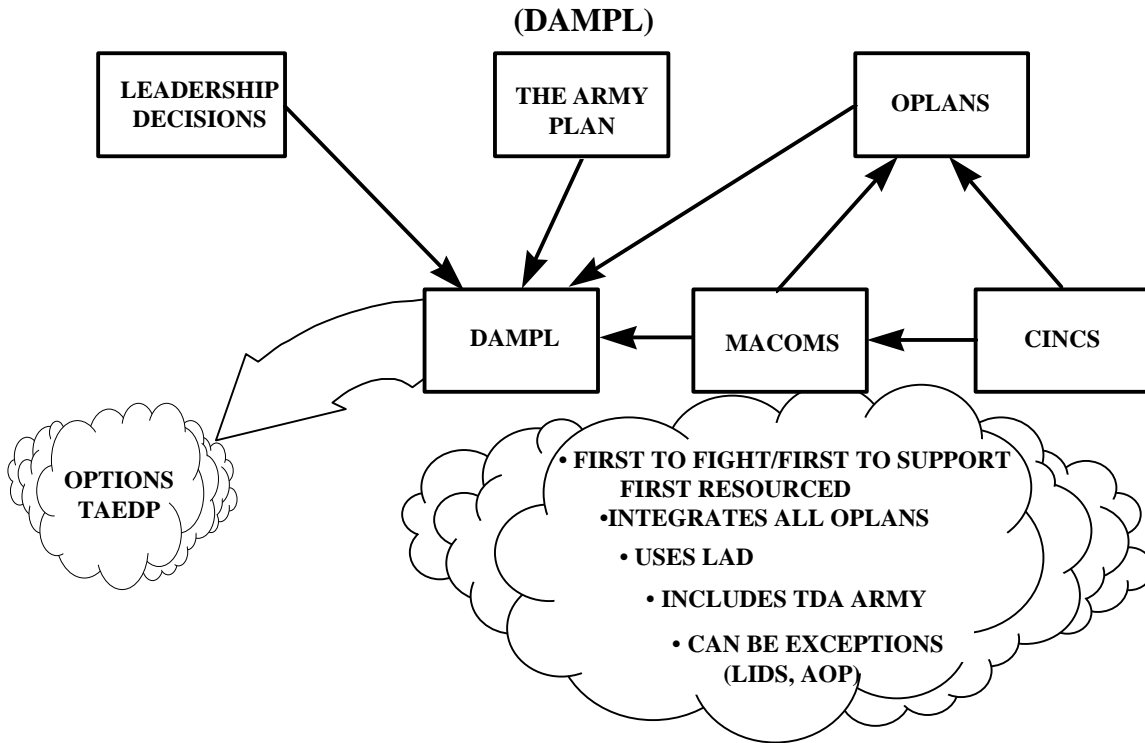 (DAMPL)
LEADERSHIP
DECISIONS
THE ARMY
PLAN
OPLANS
DAMPL
MACOMS
CINCS
OPTIONS
TAEDP
• FIRST TO FIGHT/FIRST TO SUPPORT
FIRST RESOURCED
•INTEGRATES ALL OPLANS
• USES LAD
• INCLUDES TDA ARMY
• CAN BE EXCEPTIONS
(LIDS, AOP)